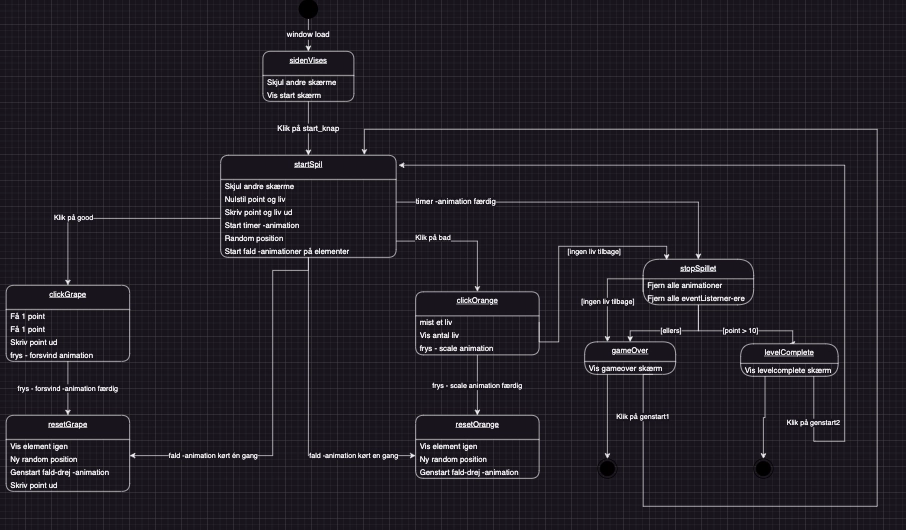 window load
sidenVises
Skjul andre skærme
Vis start skærm
Klik på start_knap
startSpil
Skjul andre skærme
Nulstil point og liv
Skriv point og liv ud
Start timer -animation
Random position
Start fald -animationer på elementer
timer -animation færdig
Klik på good
Klik på bad
[ingen liv tilbage]
stopSpillet
Fjern alle animationer
Fjern alle eventListerner-ere
clickGrape
Få 1 point
Få 1 point
Skriv point ud
frys - forsvind animation
clickOrange
mist et liv
Vis antal liv
frys - scale animation
[ingen liv tilbage]
[ellers]
[point > 10]
gameOver
Vis gameover skærm
levelComplete
Vis levelcomplete skærm
frys - forsvind -animation færdig
frys - scale animation færdig
Klik på genstart1
Klik på genstart2
resetGrape
Vis element igen
Ny random position
Genstart fald-drej -animation
Skriv point ud
fald -animation kørt én gang
fald -animation kørt en gang
resetOrange
Vis element igen
Ny random position
Genstart fald-drej -animation